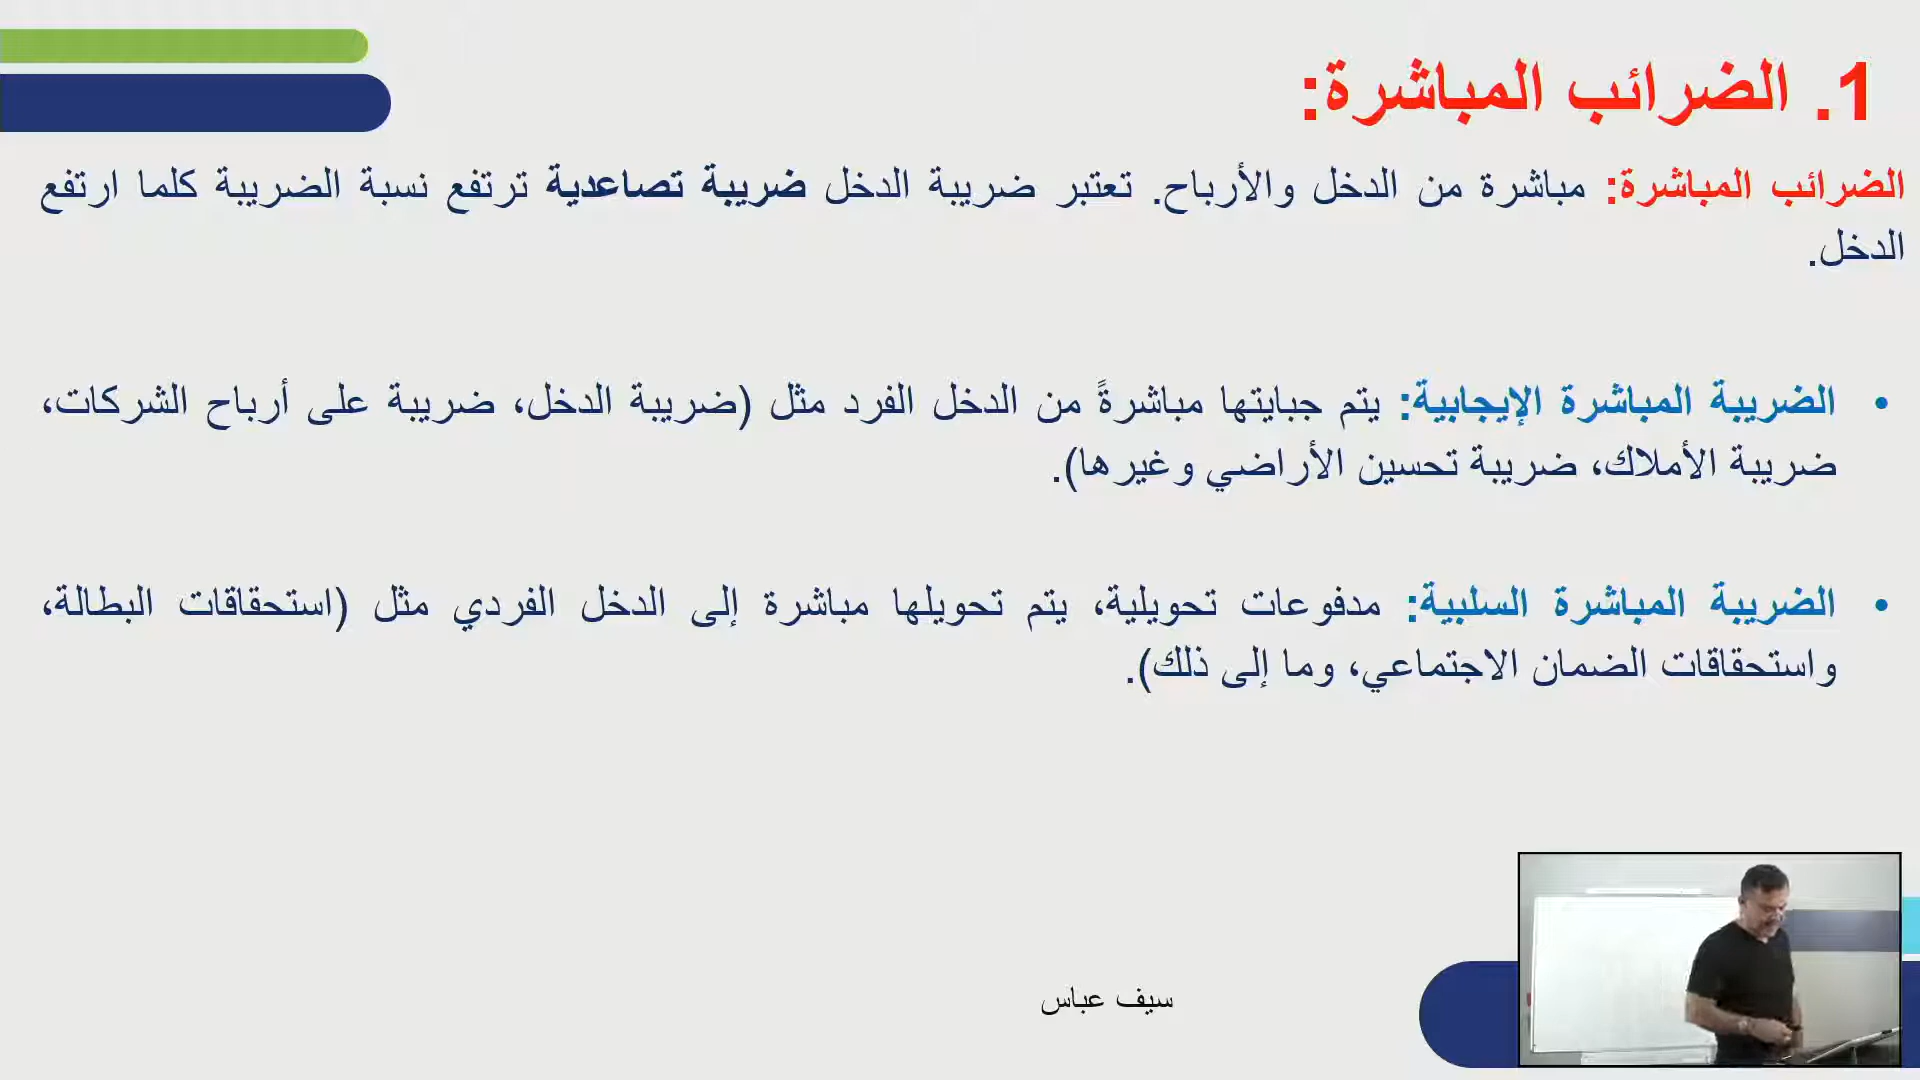 1. الضرائب المباشرة:
الضرائب المباشرة: مباشرة من الدخل والأرباح. تعتبر ضريبة الدخل ضريبة تصاعدية ترتفع نسبة الضريبة كلما ارتفع
الدخل.
• الضريبة المباشرة الإيجابية: يتم جبايتها مباشرةً من الدخل الفرد مثل (ضريبة الدخل، ضريبة على أرباح الشركات،
ضريبة الأملاك، ضريبة تحسين الأراضي وغيرها).
• الضريبة المباشرة السلبية: مدفوعات تحويلية، يتم تحويلها مباشرة إلى الدخل الفردي مثل (استحقاقات البطالة،
واستحقاقات الضمان الاجتماعي، وما إلى ذلك).
سيف عباس